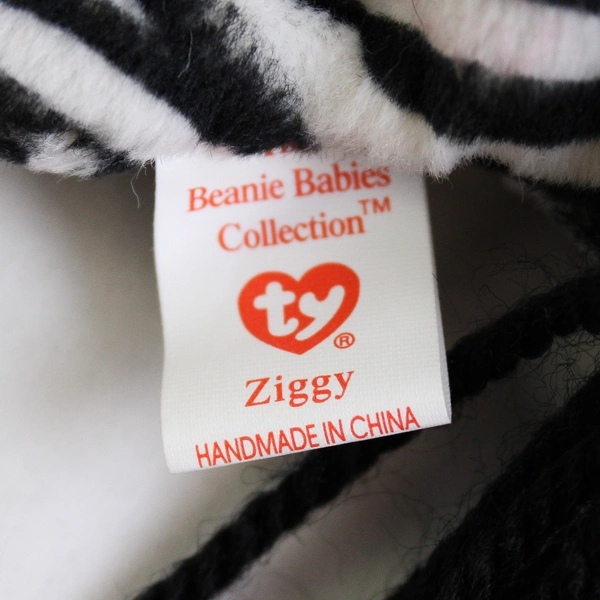 Beanie Babies
Collection™
ty®
Ziggy
HANDMADE IN CHINA